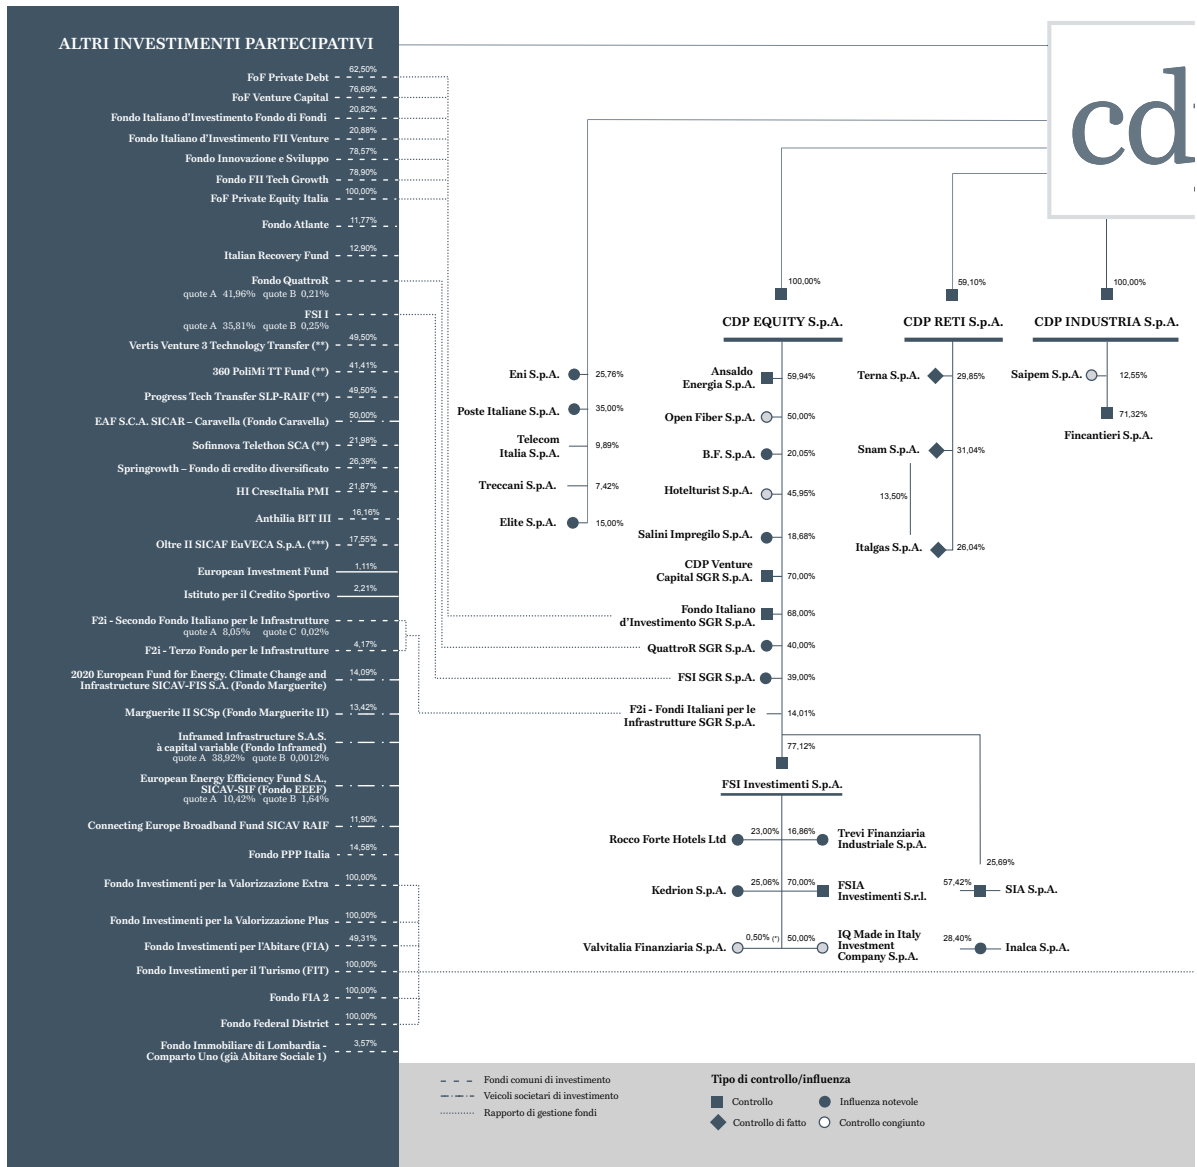 ALTRI INVESTIMENTI PARTECIPATIVI
FoF Private Debt 62,50%
FoF Venture Capital 76,69%
Fondo Italiano d'Investimento Fondo di Fondi 20,82%
Fondo Italiano d'Investimento FII Venture 20,88%
Fondo Innovazione e Sviluppo 78,57%
Fondo FII Tech Growth 78,90%
FoF Private Equity Italia 100,00%
Fondo Atlante 11,77%
Italian Recovery Fund 12,90%
Fondo QuattroR
quote A 41,96% quote B 0,21%
FSI I
quote A 35,81% quote B 0,25%
Vertis Venture 3 Technology Transfer (**) 49,50%
360 PoliMi TT Fund (**) 41,41%
Progress Tech Transfer SLP-RAIF (**) 49,50%
EAF S.C.A. SICAR – Caravella (Fondo Caravella) 50,00%
Sofinnova Telethon SCA (**) 21,98%
Springrowth – Fondo di credito diversificato 26,39%
HI CrescItalia PMI 21,87%
Anthilia BIT III 16,16%
Oltre II SICAF EuVECA S.p.A. (***) 17,55%
European Investment Fund 1,11%
Istituto per il Credito Sportivo 2,21%
F2i - Secondo Fondo Italiano per le Infrastrutture
quote A 8,05% quote C 0,02%
F2i - Terzo Fondo per le Infrastrutture 4,17%
2020 European Fund for Energy. Climate Change and
Infrastructure SICAV-FIS S.A. (Fondo Marguerite) 14,09%
Marguerite II SCSp (Fondo Marguerite II) 13,42%
Inframed Infrastructure S.A.S.
à capital variable (Fondo Inframed)
quote A 38,92% quote B 0,0012%
European Energy Efficiency Fund S.A.,
SICAV-SIF (Fondo EEEF)
quote A 10,42% quote B 1,64%
Connecting Europe Broadband Fund SICAV RAIF 11,90%
Fondo PPP Italia 14,58%
Fondo Investimenti per la Valorizzazione Extra 100,00%
Fondo Investimenti per la Valorizzazione Plus 100,00%
Fondo Investimenti per l'Abitare (FIA) 49,31%
Fondo Investimenti per il Turismo (FIT) 100,00%
Fondo FIA 2 100,00%
Fondo Federal District 100,00%
Fondo Immobiliare di Lombardia -
Comparto Uno (già Abitare Sociale 1) 3,57%
cd
Eni S.p.A. 25,76%
Poste Italiane S.p.A. 35,00%
Telecom
Italia S.p.A. 9,89%
Treccani S.p.A. 7,42%
Elite S.p.A. 15,00%
100,00%
CDP EQUITY S.p.A.
Ansaldo
Energia S.p.A. 59,94%
Open Fiber S.p.A. 50,00%
B.F. S.p.A. 20,05%
Hotelturist S.p.A. 45,95%
Salini Impregilo S.p.A. 18,68%
CDP Venture
Capital SGR S.p.A. 70,00%
Fondo Italiano
d'Investimento SGR S.p.A. 68,00%
QuattroR SGR S.p.A. 40,00%
FSI SGR S.p.A. 39,00%
F2i - Fondi Italiani per le
Infrastrutture SGR S.p.A. 14,01%
77,12%
FSI Investimenti S.p.A.
Rocco Forte Hotels Ltd 23,00%
16,86% Trevi Finanziaria
Industriale S.p.A.
Kedrion S.p.A. 25,06%
70,00% FSIA
Investimenti S.r.l.
Valvitalia Finanziaria S.p.A. 0,50% (*)
50,00% IQ Made in Italy
Investment
Company S.p.A.
25,69%
57,42% SIA S.p.A.
28,40% Inalca S.p.A.
59,10%
CDP RETI S.p.A.
Terna S.p.A. 29,85%
Snam S.p.A. 31,04%
13,50%
Italgas S.p.A. 26,04%
100,00%
CDP INDUSTRIA S.p.A.
Saipem S.p.A. 12,55%
71,32%
Fincantieri S.p.A.
Fondi comuni di investimento
Veicoli societari di investimento
Rapporto di gestione fondi
Tipo di controllo/influenza
Controllo
Influenza notevole
Controllo di fatto
Controllo congiunto